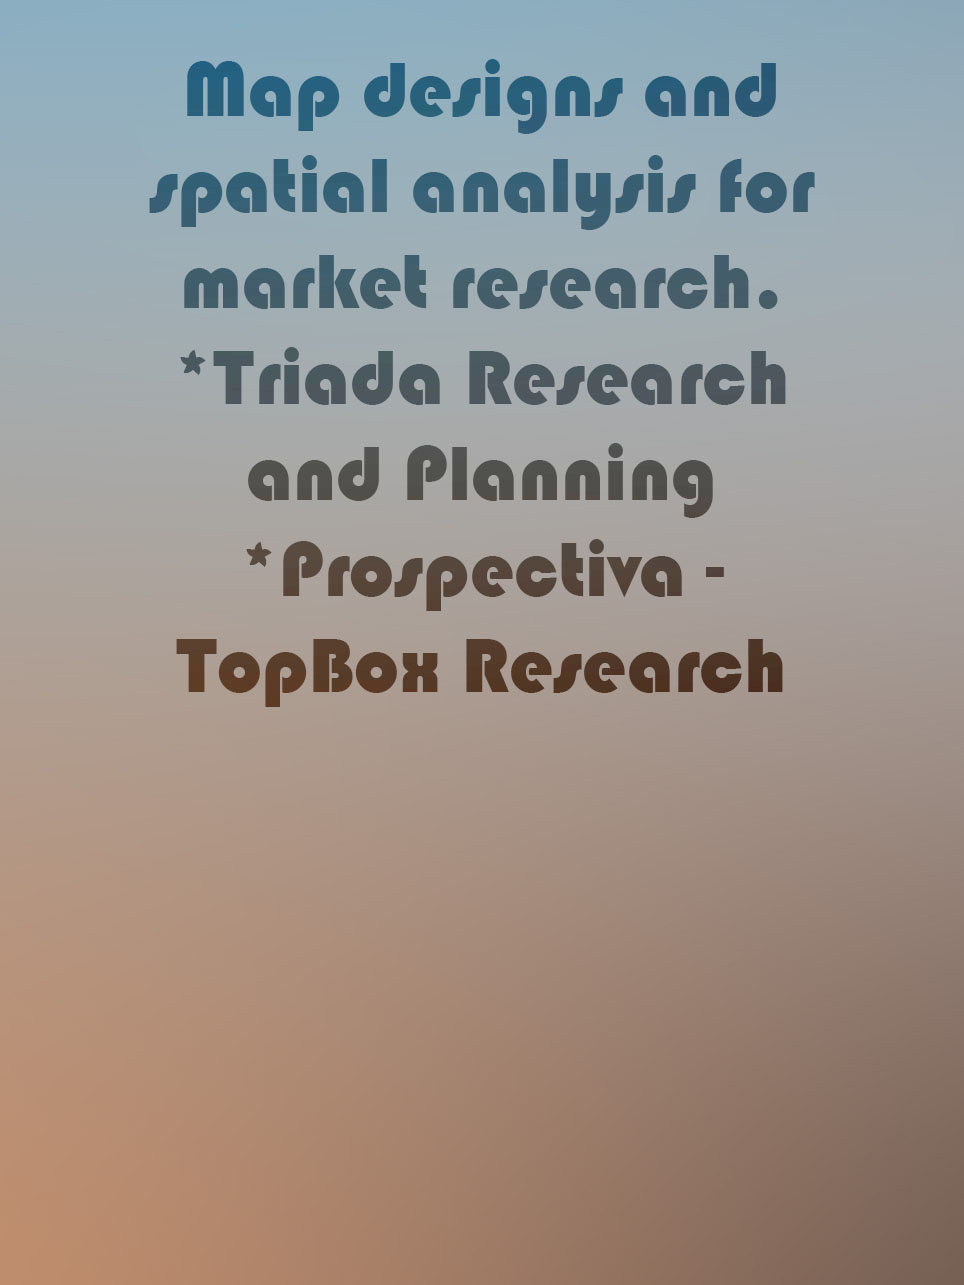 Map designs and
spatial analysis for
market research.
*Triada Research
and Planning
*Prospectiva -
TopBox Research